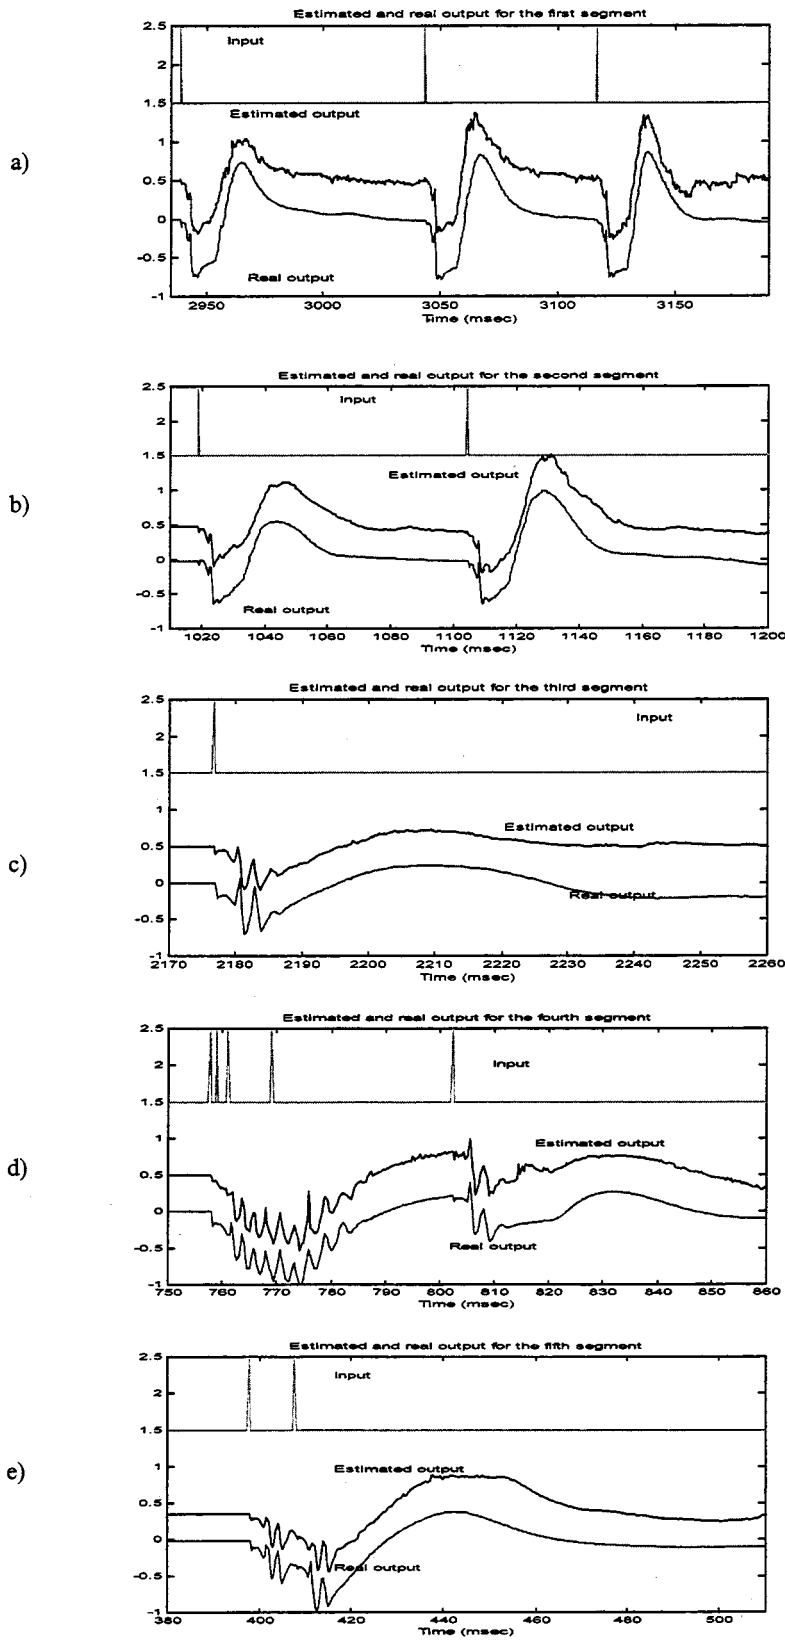 Estimated and real output for the first segment
2.5
Input
2
1.5
Estimated output
1
a)
0.5
0
-0.5
Real output
-1
2950 3000 3050 3100 3150
Time (msec)
Estimated and real output for the second segment
2.5
Input
2
1.5
Estimated output
1
b)
0.5
0
-0.5
Real output
-1
1020 1040 1060 1080 1100 1120 1140 1160 1180 1200
Time (msec)
Estimated and real output for the third segment
2.5
Input
2
1.5
1
Estimated output
0.5
c)
0
Real output
-0.5
-1
2170 2180 2190 2200 2210 2220 2230 2240 2250 2260
Time (msec)
Estimated and real output for the fourth segment
2.5
2
Input
1.5
1
Estimated output
d)
0.5
0
Real output
-0.5
-1
750 760 770 780 790 800 810 820 830 840 850 860
Time (msec)
Estimated and real output for the fifth segment
2.5
Input
2
1.5
Estimated output
1
e)
0.5
0
Real output
-0.5
-1
380 400 420 440 460 480 500
Time (msec)